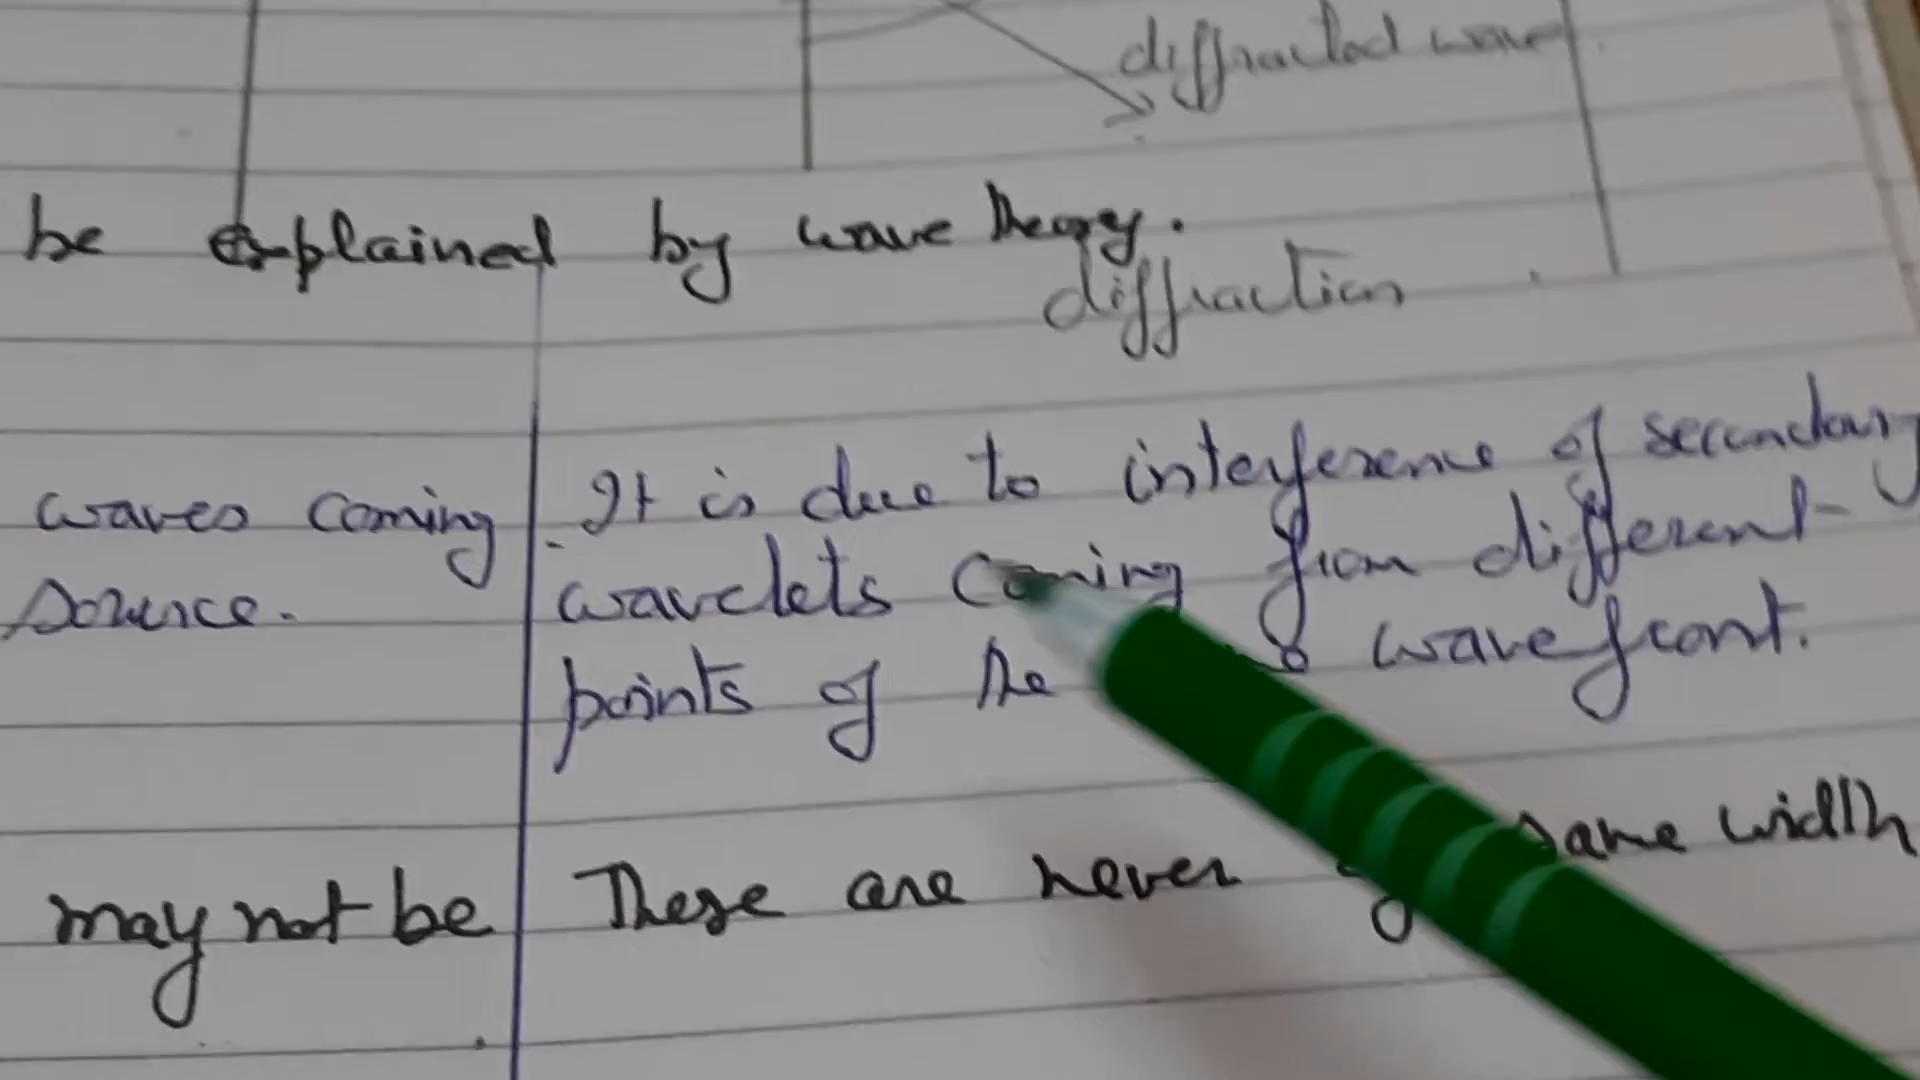 diffracted wave
be explained by wave theory.
diffraction
waves coming
source.
It is due to interference of secondary
wavelets coming from different
points of the wavefront.
may not be
These are never same width